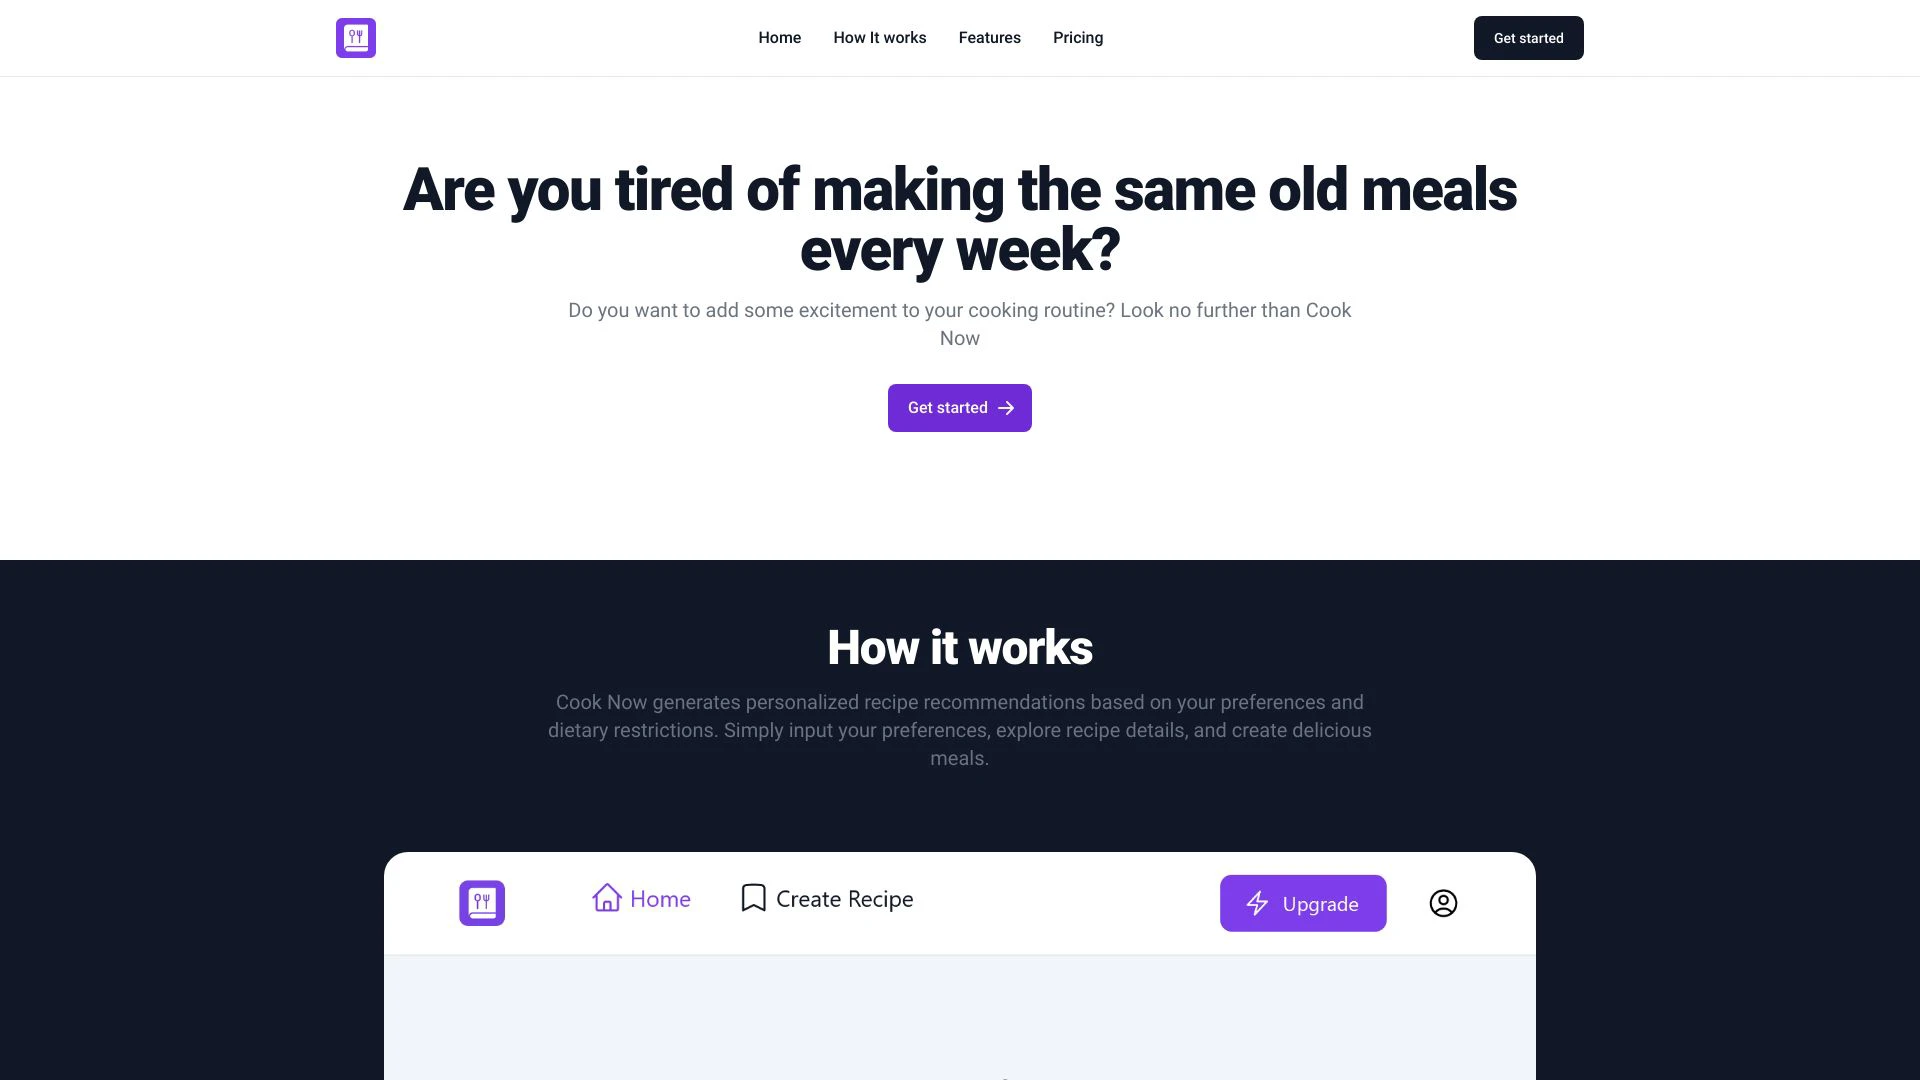 Home
How It works
Features
Pricing
Get started
Are you tired of making the same old meals
every week?
Do you want to add some excitement to your cooking routine? Look no further than Cook
Now
Get started
How it works
Cook Now generates personalized recipe recommendations based on your preferences and
dietary restrictions. Simply input your preferences, explore recipe details, and create delicious
meals.
Home
Create Recipe
Upgrade